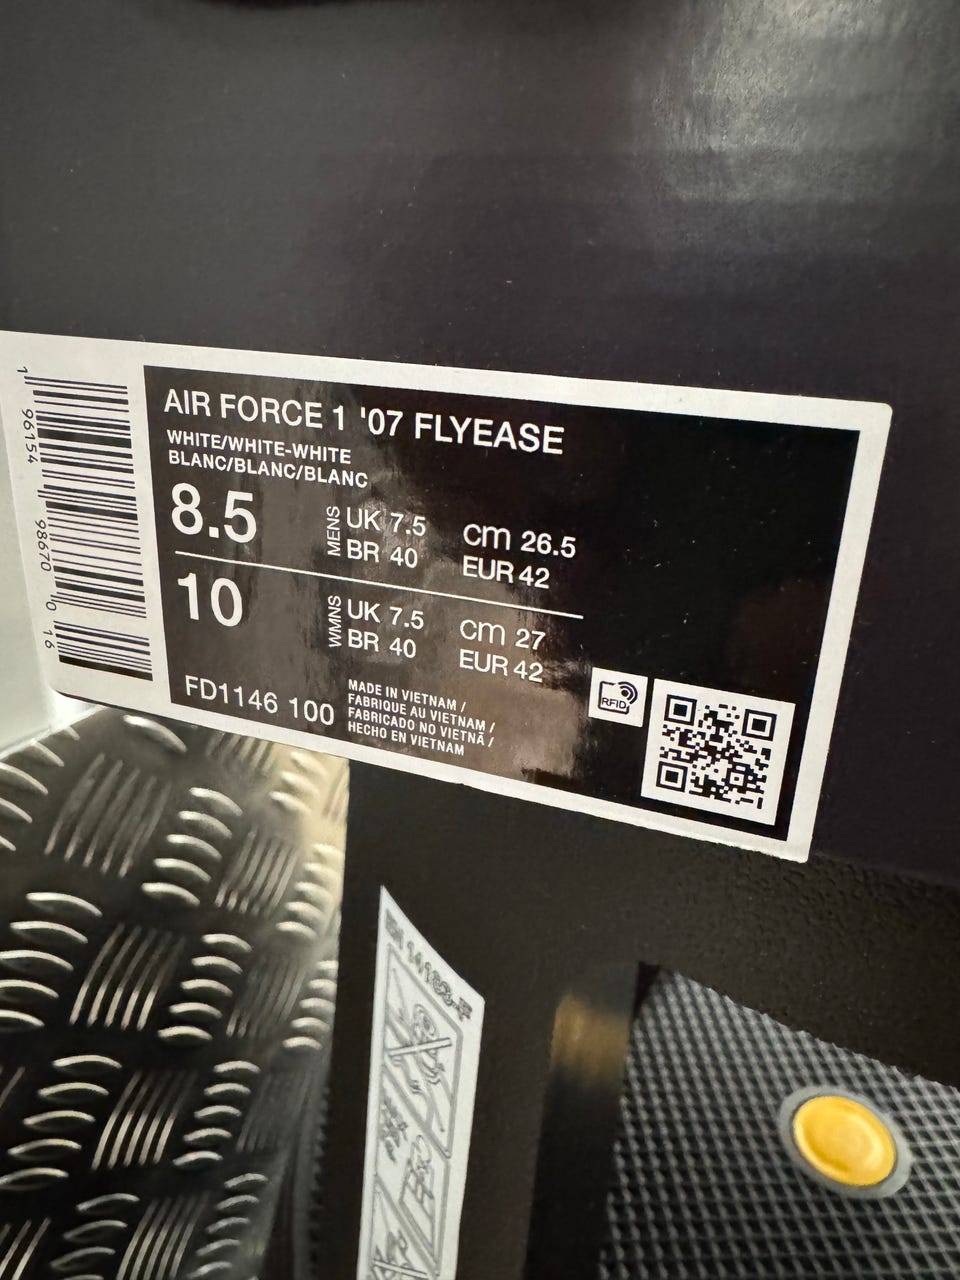 AIR FORCE 1 '07 FLYEASE
WHITE/WHITE-WHITE
BLANC/BLANC/BLANC
8.5
MENS
UK 7.5
cm 26.5
BR 40
EUR 42
10
WMNS
UK 7.5
cm 27
BR 40
EUR 42
FD1146 100
MADE IN VIETNAM /
FABRIQUE AU VIETNAM /
FABRICADO NO VIETNÃ /
HECHO EN VIETNAM
RFID
1 96154 98670 0 16